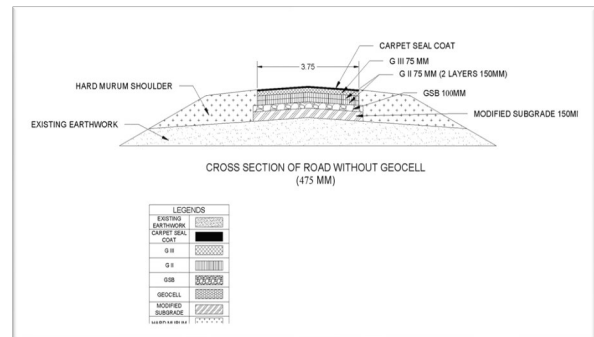 CARPET SEAL COAT
3.75
G III 75 MM
G II 75 MM (2 LAYERS 150MM)
HARD MURUM SHOULDER
GSB 100MM
MODIFIED SUBGRADE 150MI
EXISTING EARTHWORK
CROSS SECTION OF ROAD WITHOUT GEOCELL
(475 MM)
LEGENDS
EXISTING
EARTHWORK
CARPET SEAL
COAT
G III
G II
GSB
GEOCELL
MODIFIED
SUBGRADE
HARD MURUM